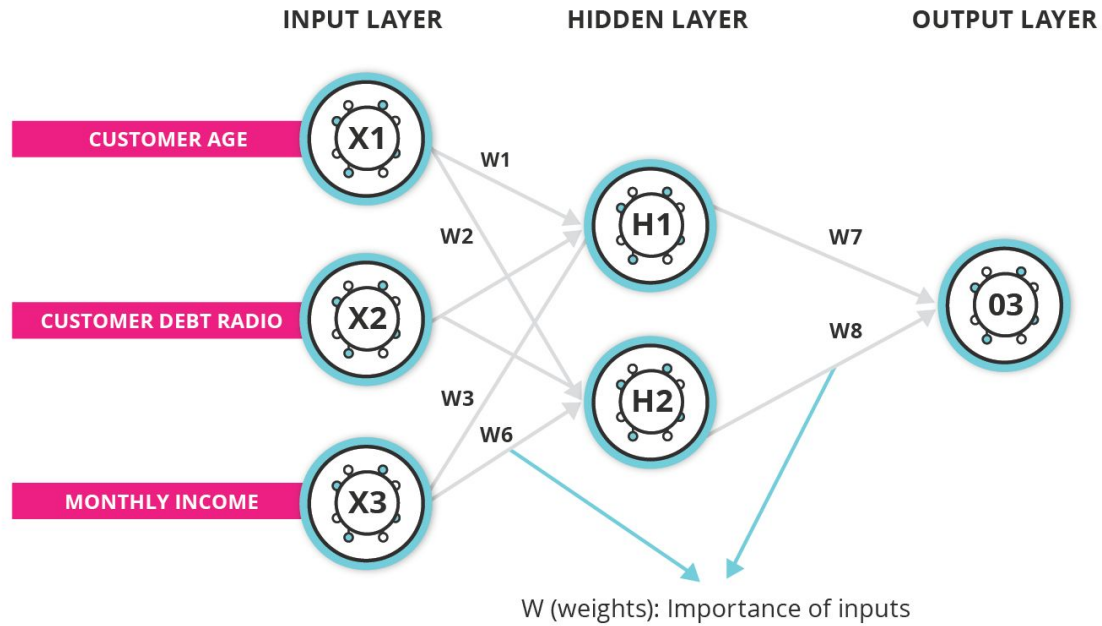 INPUT LAYER
HIDDEN LAYER
OUTPUT LAYER
CUSTOMER AGE
X1
W1
H1
W2
W7
CUSTOMER DEBT RADIO
X2
03
W8
W3
H2
W6
MONTHLY INCOME
X3
W (weights): Importance of inputs